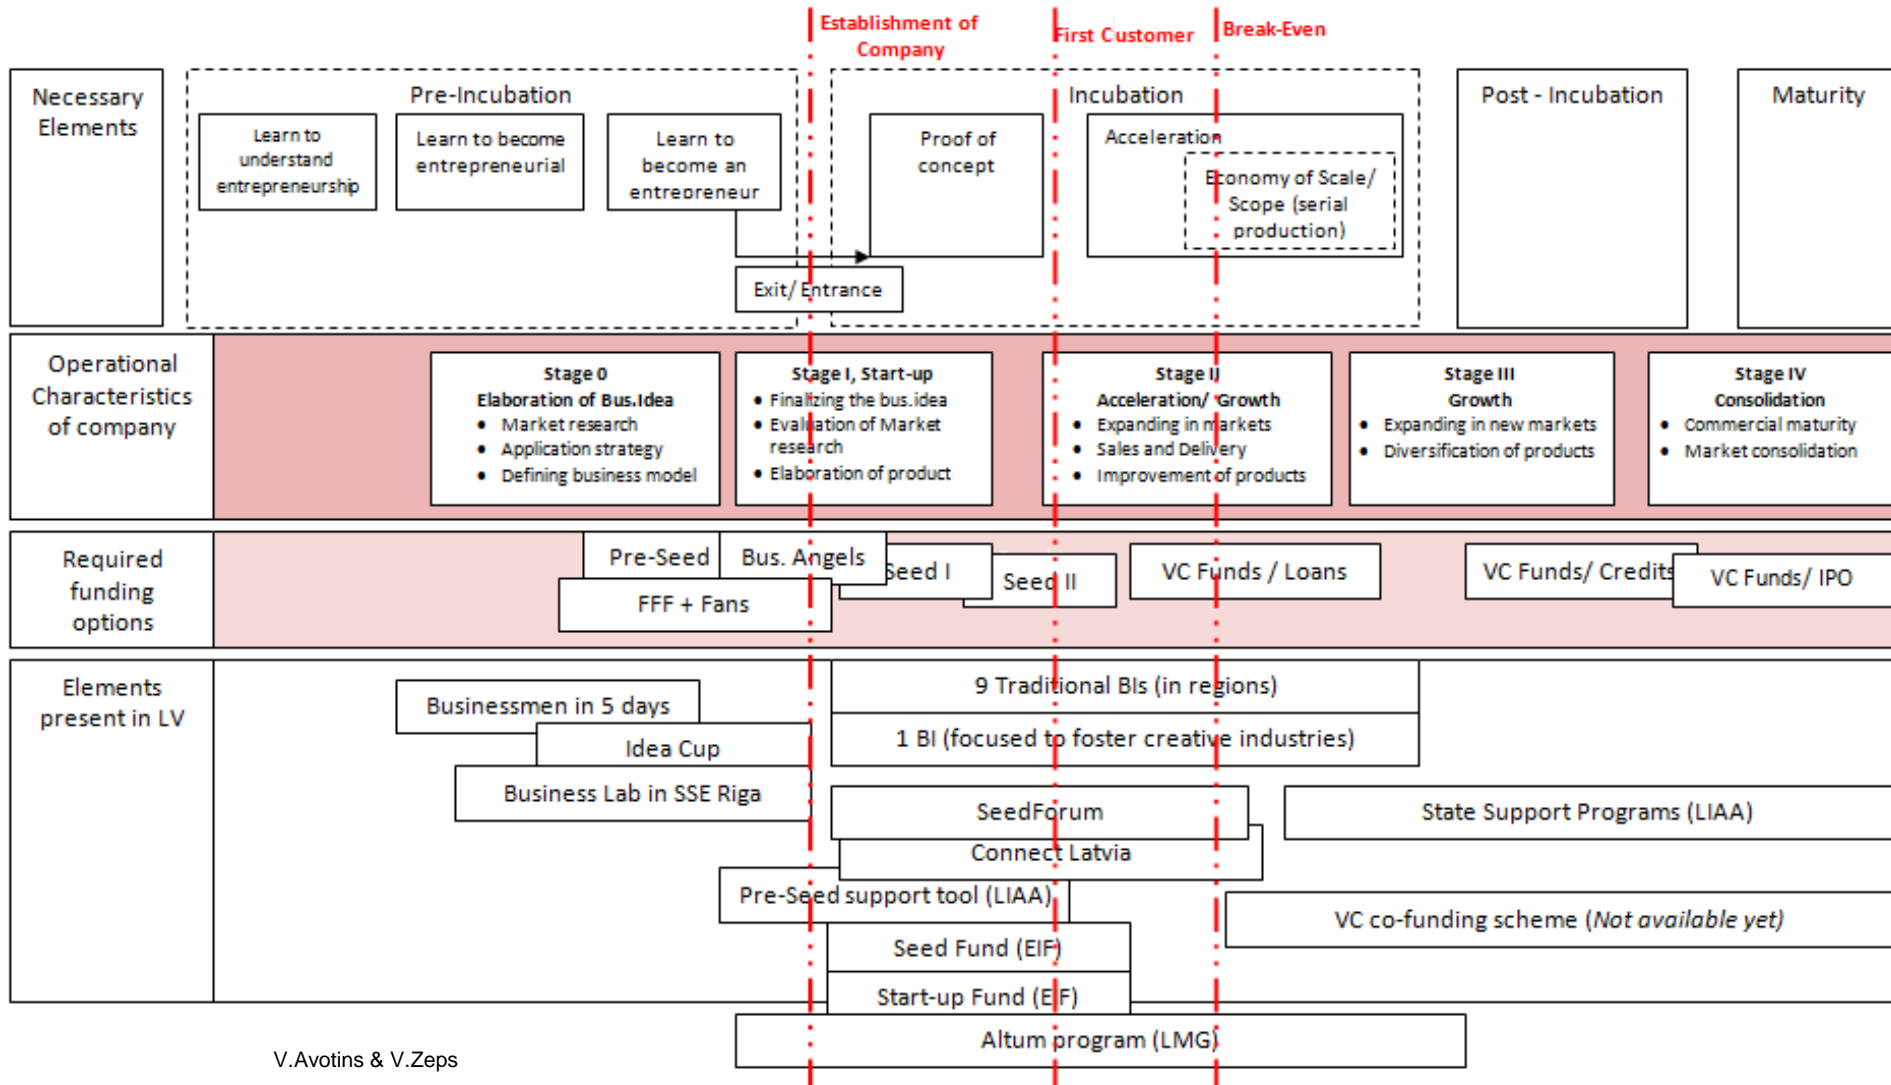 Establishment of
Company
First Customer
Break-Even
Necessary
Elements
Pre-Incubation
Learn to
understand
entrepreneurship
Learn to become
entrepreneurial
Learn to
become an
entrepreneur
Exit/ Entrance
Incubation
Proof of
concept
Acceleration
Economy of Scale/
Scope (serial
production)
Post - Incubation
Maturity
Operational
Characteristics
of company
Stage 0
Elaboration of Bus.Idea
• Market research
• Application strategy
• Defining business model
Stage I, Start-up
• Finalizing the bus.idea
• Evaluation of Market
research
• Elaboration of product
Stage II
Acceleration/ Growth
• Expanding in markets
• Sales and Delivery
• Improvement of products
Stage III
Growth
• Expanding in new markets
• Diversification of products
Stage IV
Consolidation
• Commercial maturity
• Market consolidation
Required
funding
options
Pre-Seed
Bus. Angels
FFF + Fans
Seed I
Seed II
VC Funds / Loans
VC Funds/ Credits
VC Funds/ IPO
Elements
present in LV
Businessmen in 5 days
Idea Cup
Business Lab in SSE Riga
9 Traditional BIs (in regions)
1 BI (focused to foster creative industries)
SeedForum
Connect Latvia
State Support Programs (LIAA)
Pre-Seed support tool (LIAA)
VC co-funding scheme (Not available yet)
Seed Fund (EIF)
Start-up Fund (EIF)
Altum program (LMG)
V.Avotins & V.Zeps